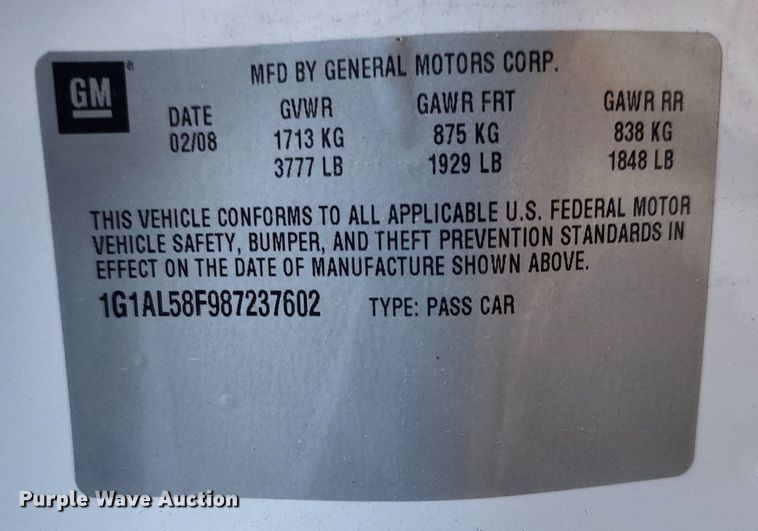 GM
MFD BY GENERAL MOTORS CORP.
DATE GVWR GAWR FRT GAWR RR
02/08 1713 KG 875 KG 838 KG
3777 LB 1929 LB 1848 LB
THIS VEHICLE CONFORMS TO ALL APPLICABLE U.S. FEDERAL MOTOR
VEHICLE SAFETY, BUMPER, AND THEFT PREVENTION STANDARDS IN
EFFECT ON THE DATE OF MANUFACTURE SHOWN ABOVE.
1G1AL58F987237602 TYPE: PASS CAR
Purple Wave Auction